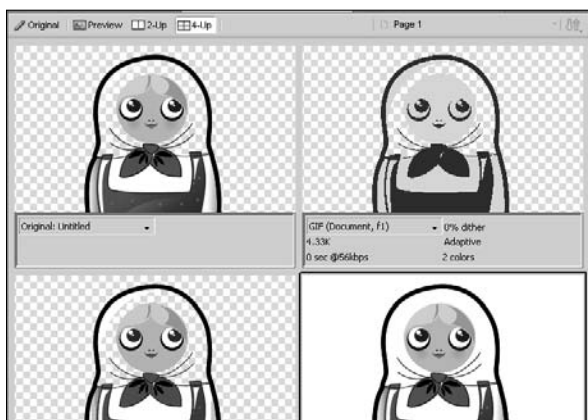 Original Preview 2-Up 4-Up Page 1
Original: Untitled
GIF (Document, f1) 0% dither
4.33K Adaptive
0 sec @56kbps 2 colors